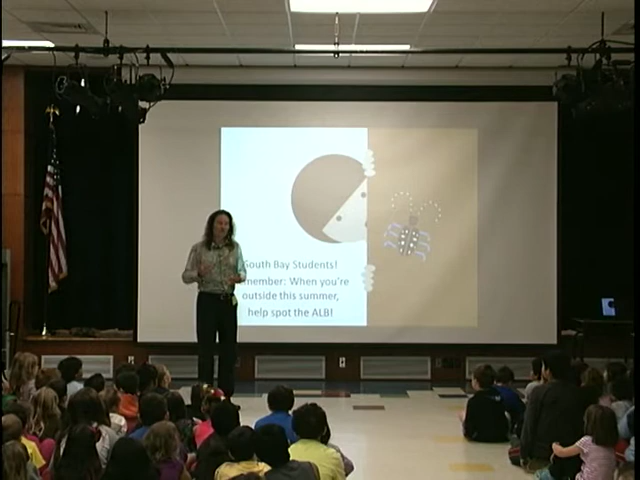 South Bay Students!
member: When you're
outside this summer,
help spot the ALB!